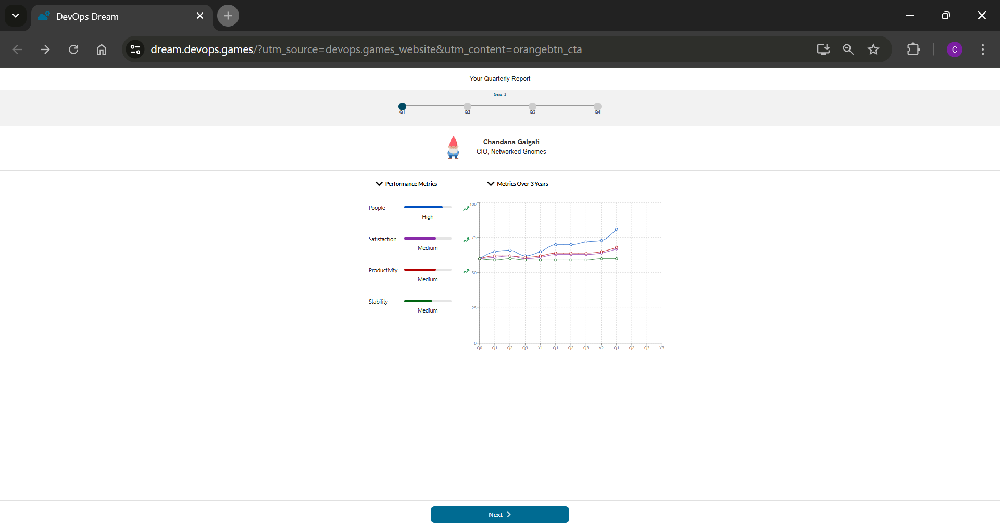 DevOps Dream
dream.devops.games/?utm_source=devops.games_website&utm_content=orangebtn_cta
C
Your Quarterly Report
Year 3
Q1 Q2 Q3 Q4
Chandana Galgali
CIO, Networked Gnomes
Performance Metrics
People
High
Satisfaction
Medium
Productivity
Medium
Stability
Medium
Metrics Over 3 Years
100
75
50
25
0
Q0 Q1 Q2 Q3 Y1 Q1 Q2 Q3 Y2 Q1 Q2 Q3 Y3
Next